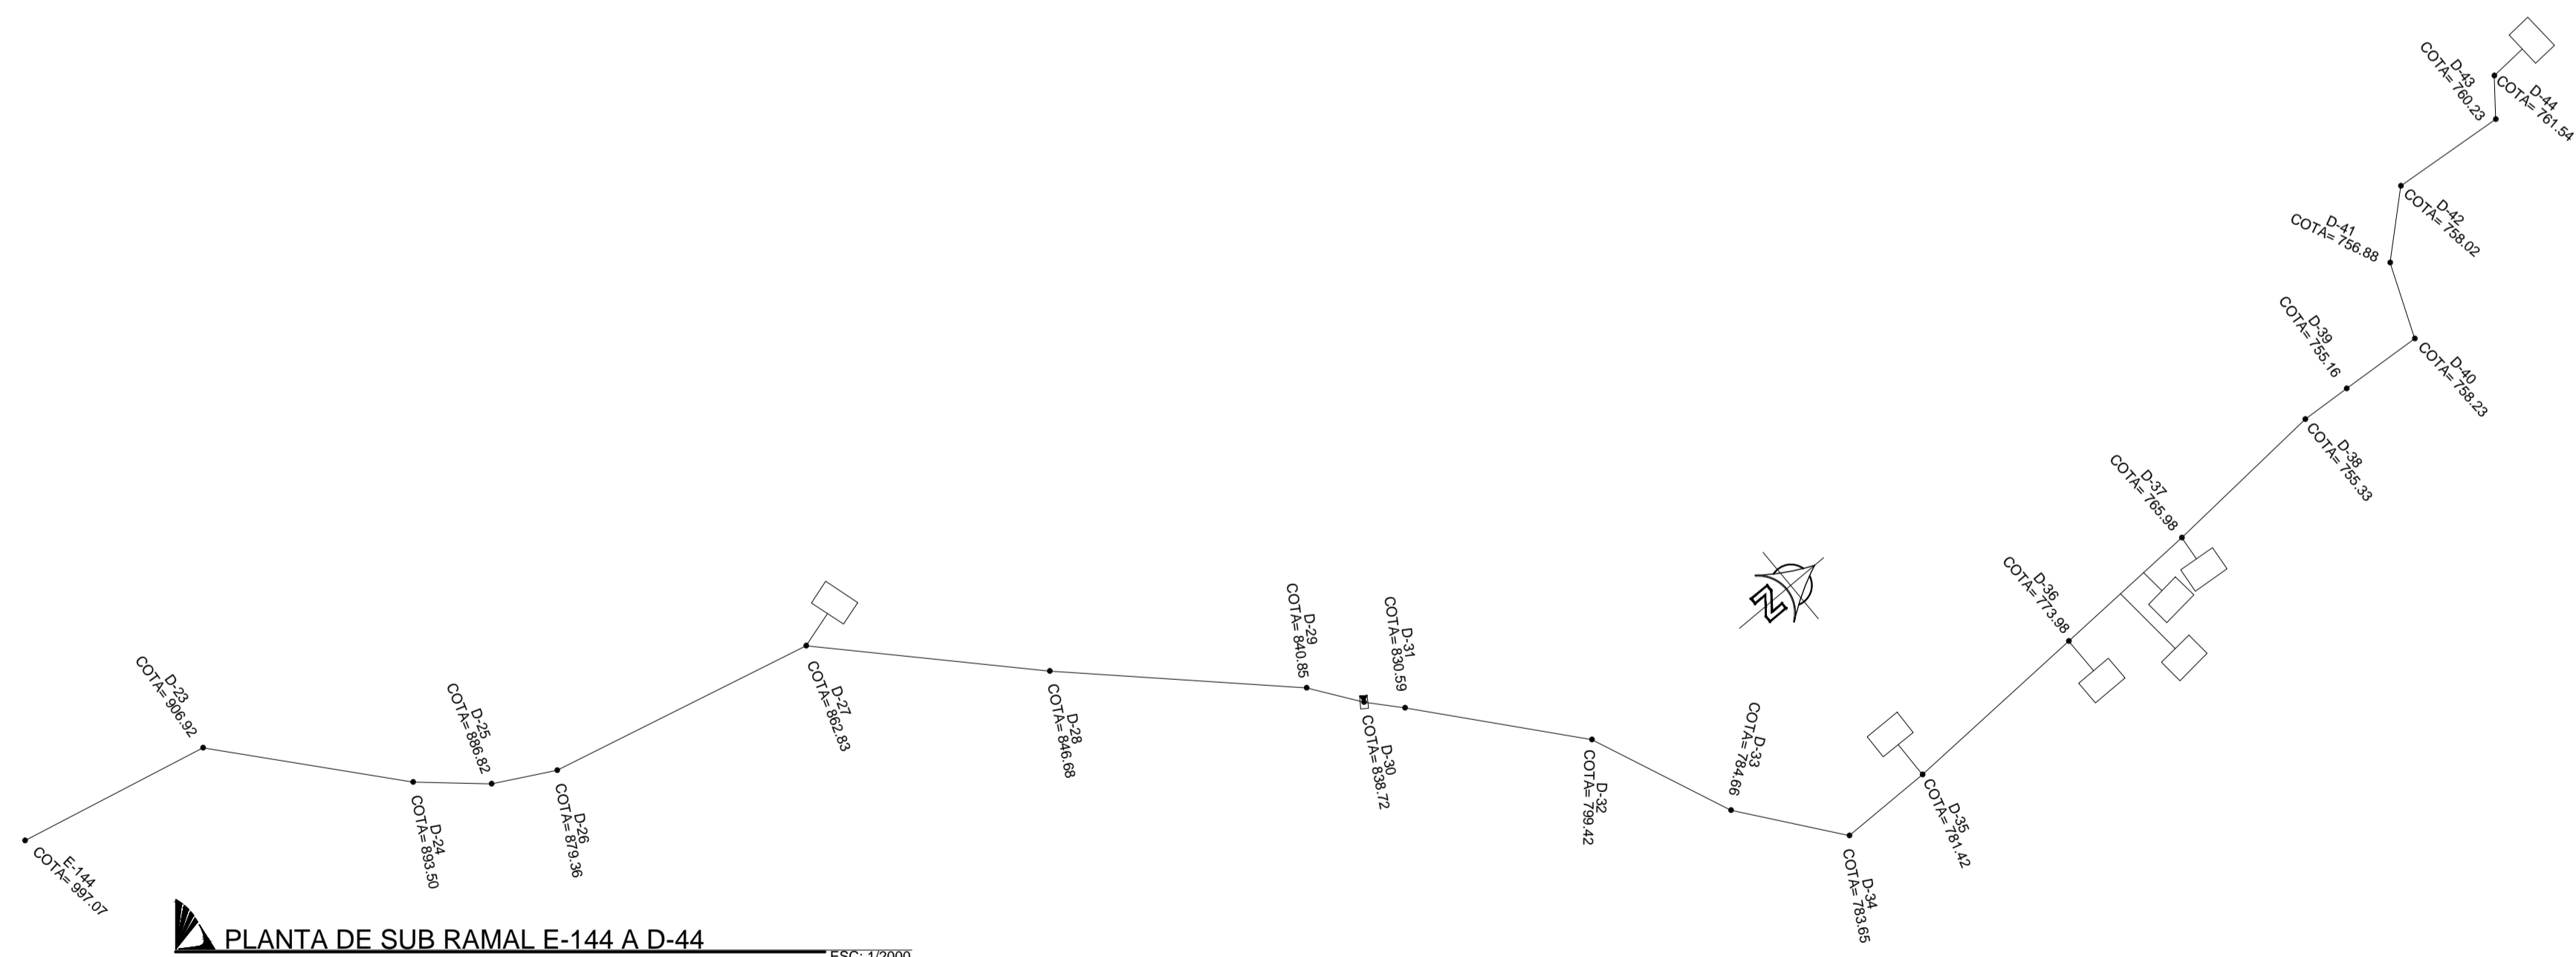 E-144
COTA= 997.07
D-23
COTA= 906.92
D-24
COTA= 893.50
D-25
COTA= 886.82
D-26
COTA= 879.36
D-27
COTA= 862.83
D-28
COTA= 846.68
D-29
COTA= 840.85
D-30
COTA= 838.72
D-31
COTA= 830.59
D-32
COTA= 799.42
D-33
COTA= 784.66
D-34
COTA= 783.65
D-35
COTA= 781.42
D-36
COTA= 773.98
D-37
COTA= 765.98
D-38
COTA= 755.33
D-39
COTA= 755.16
D-40
COTA= 758.23
D-41
COTA= 756.88
D-42
COTA= 758.02
D-43
COTA= 760.23
D-44
COTA= 761.54
N
PLANTA DE SUB RAMAL E-144 A D-44
ESC: 1/2000